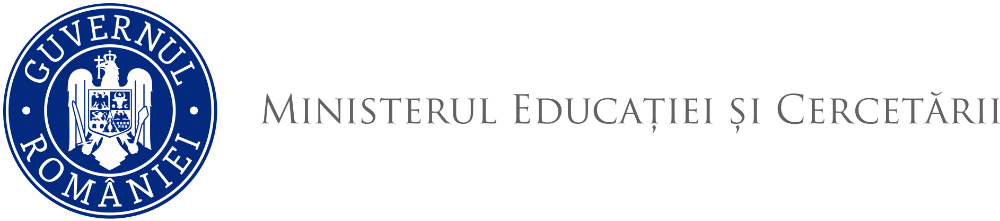 GUVERNUL
ROMÂNIEI
MINISTERUL EDUCAȚIEI ȘI CERCETĂRII